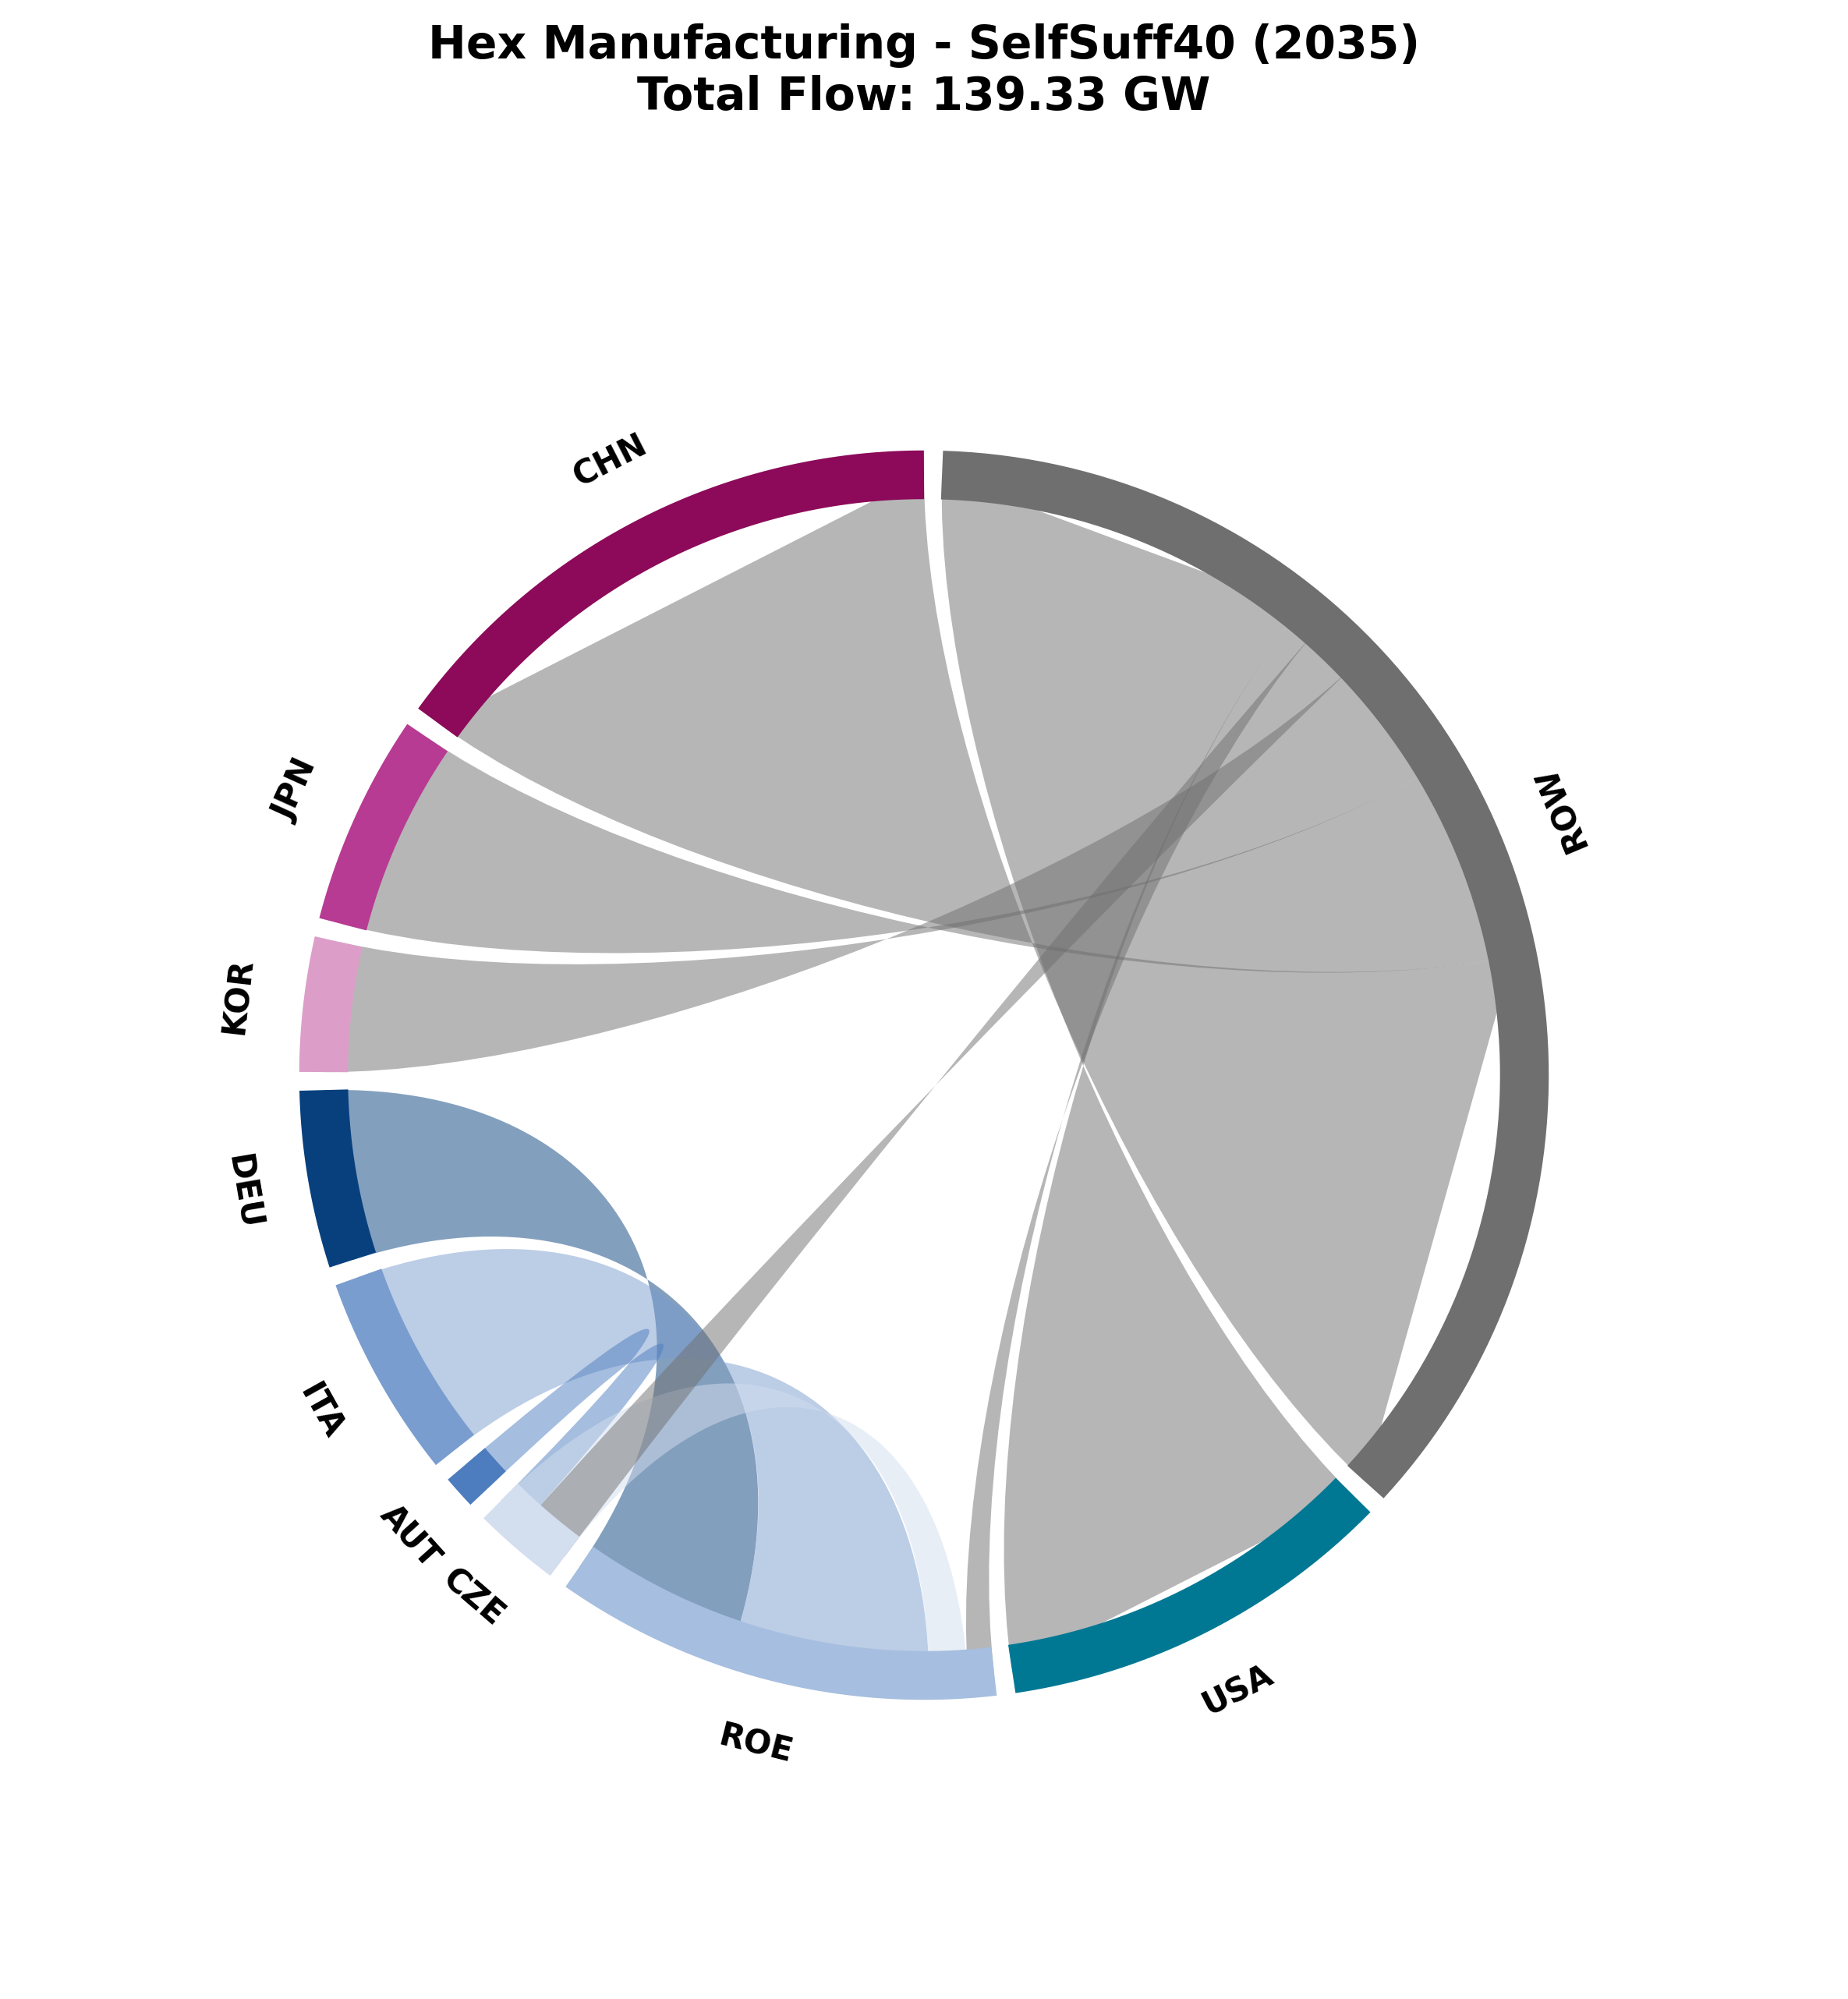 Hex Manufacturing - SelfSuff40 (2035)
Total Flow: 139.33 GW
CHN
JPN
ROW
KOR
DEU
ITA
AUT
CZE
USA
ROE